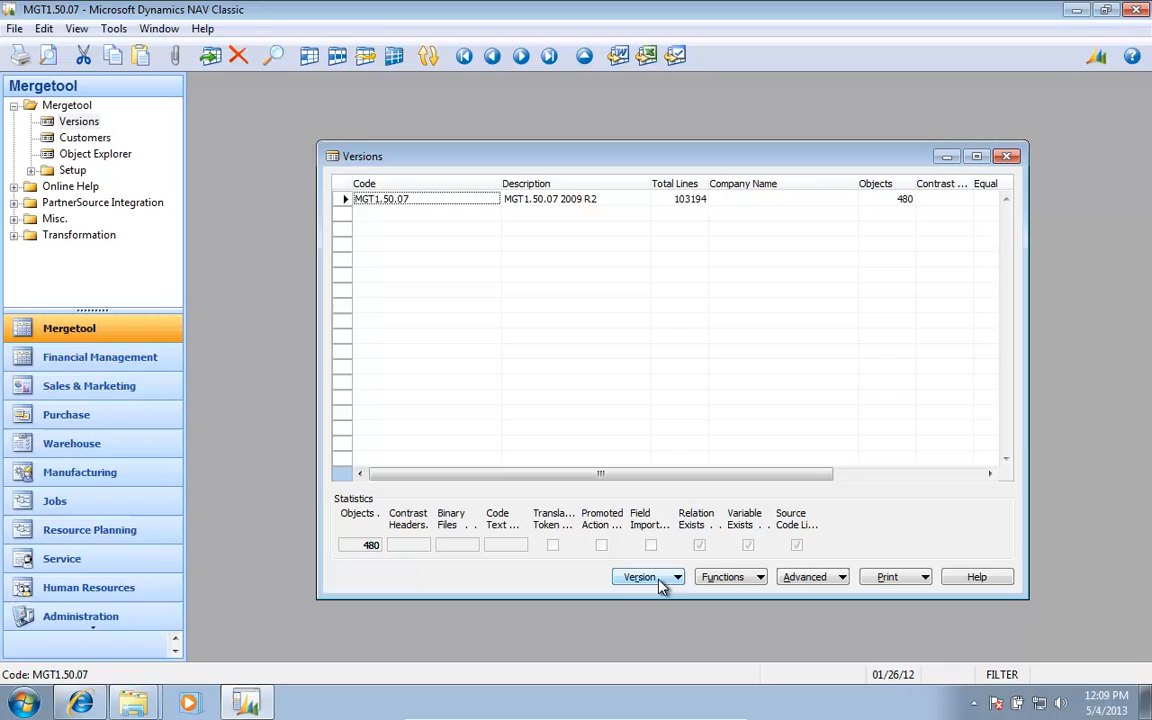 MGT1.50.07 - Microsoft Dynamics NAV Classic
File Edit View Tools Window Help
Mergetool
Mergetool
Versions
Customers
Object Explorer
Setup
Online Help
PartnerSource Integration
Misc.
Transformation
Mergetool
Financial Management
Sales & Marketing
Purchase
Warehouse
Manufacturing
Jobs
Resource Planning
Service
Human Resources
Administration
Versions
Code Description Total Lines Company Name Objects Contrast ... Equal
MGT1.50.07 MGT1.50.07 2009 R2 103194 480
Statistics
Objects . Contrast Binary Code Transla... Promoted Field Relation Variable Source
Headers. Files . . Text ... Token ... Action ... Import... Exists . . Exists . . Code Li...
480
Version Functions Advanced Print Help
Code: MGT1.50.07 01/26/12 FILTER
12:09 PM
5/4/2013